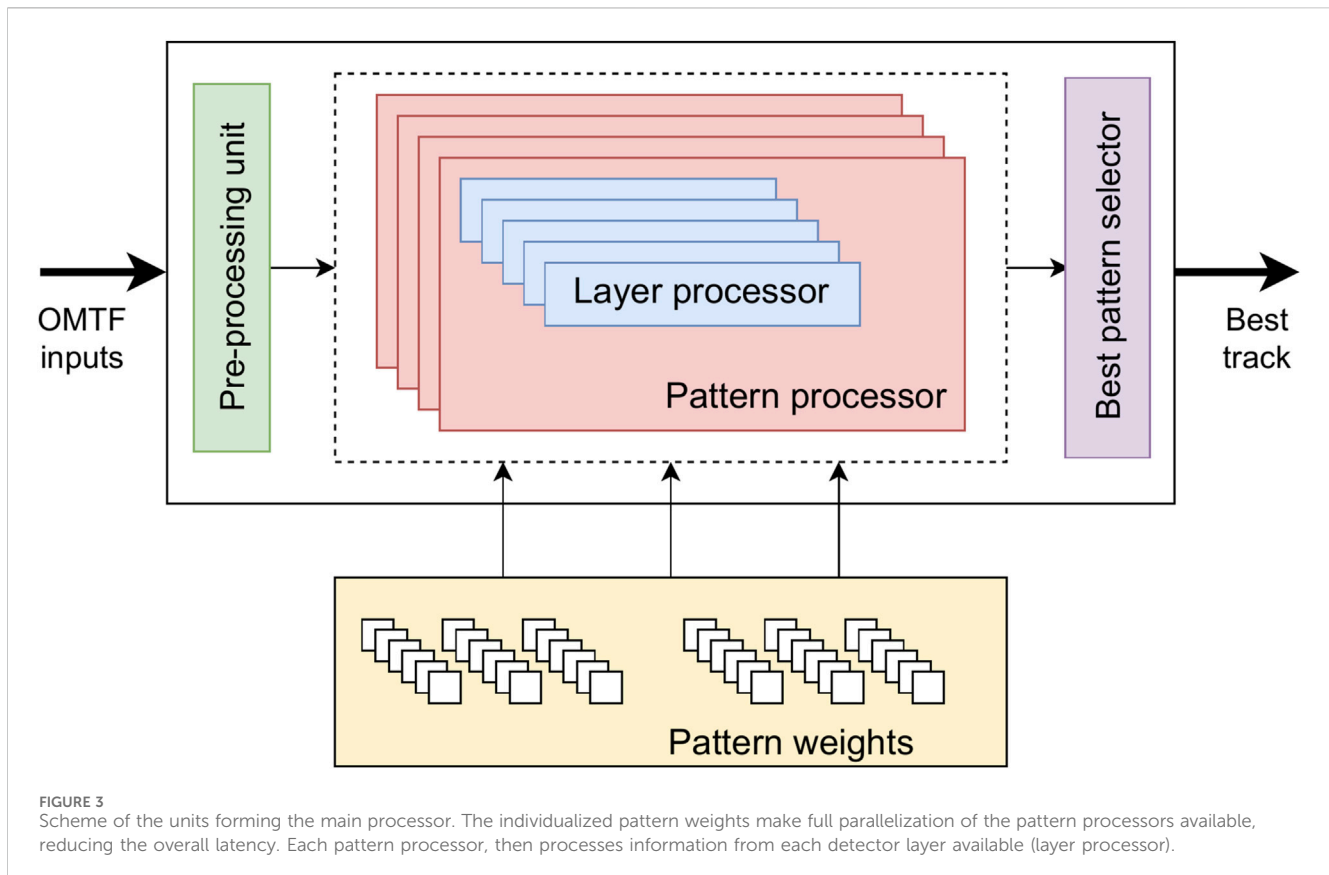 OMTF
inputs
Pre-processing unit
Layer processor
Pattern processor
Best pattern selector
Best
track
Pattern weights
FIGURE 3
Scheme of the units forming the main processor. The individualized pattern weights make full parallelization of the pattern processors available,
reducing the overall latency. Each pattern processor, then processes information from each detector layer available (layer processor).